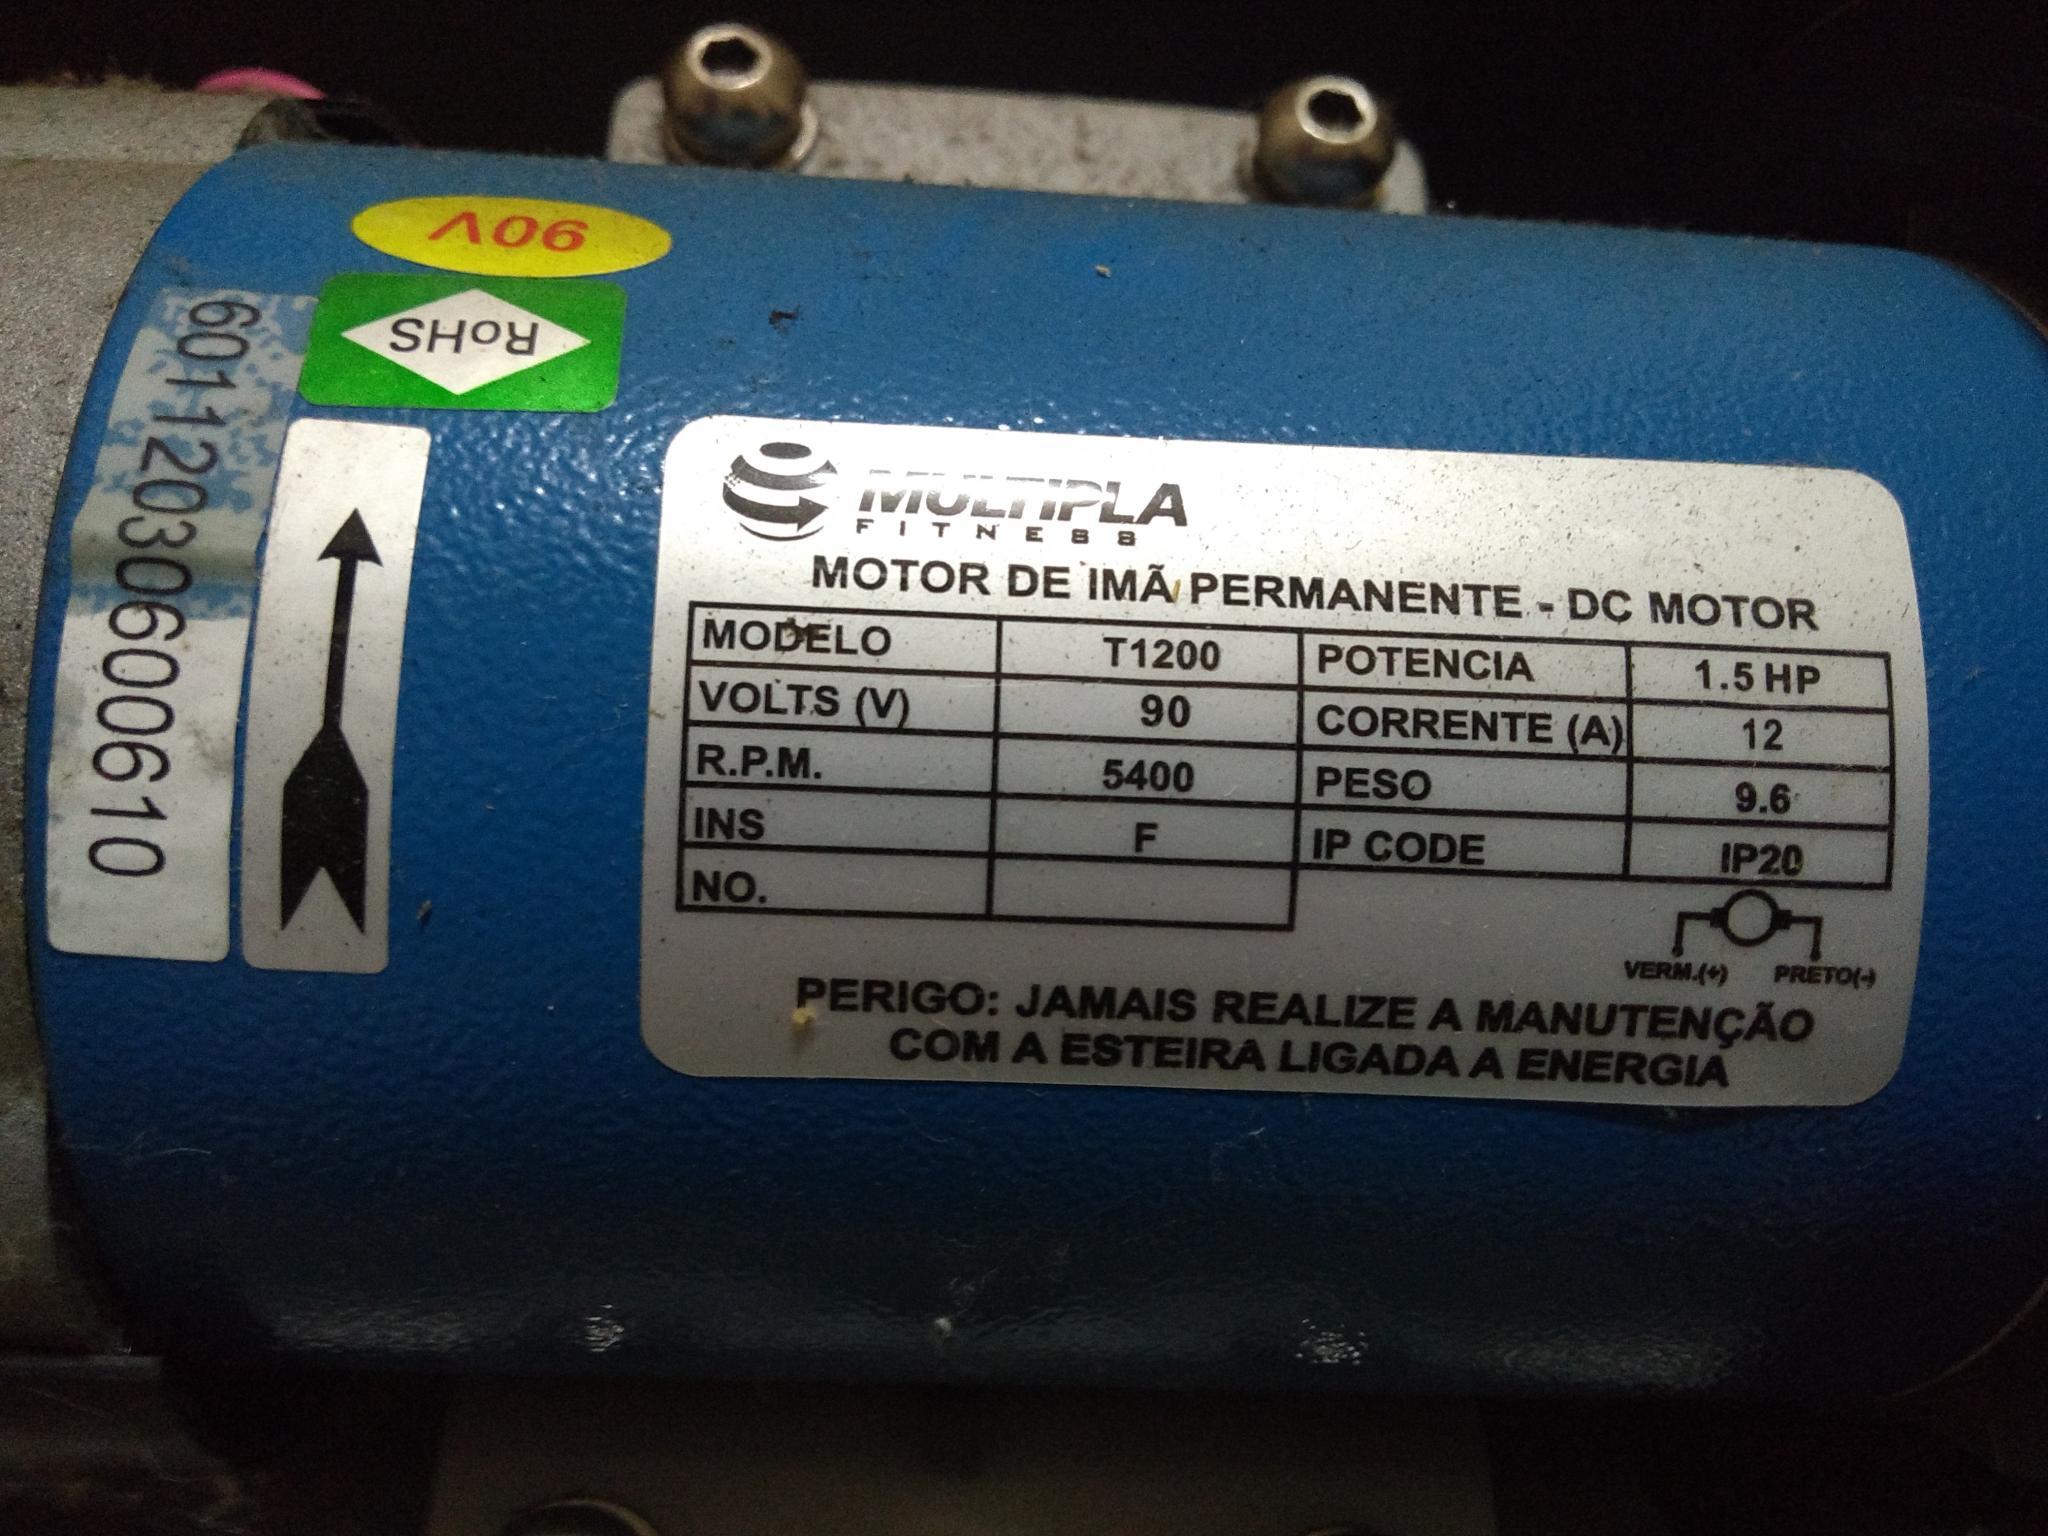 90V
RoHS
6011203060061​0
MULTIPLA
FITNESS
MOTOR DE IMÃ PERMANENTE - DC MOTOR
MODELO T1200 POTENCIA 1.5 HP
VOLTS (V) 90 CORRENTE (A) 12
R.P.M. 5400 PESO 9.6
INS F IP CODE IP20
NO.
VERM.(+) PRETO(-)
PERIGO: JAMAIS REALIZE A MANUTENÇÃO
COM A ESTEIRA LIGADA A ENERGIA